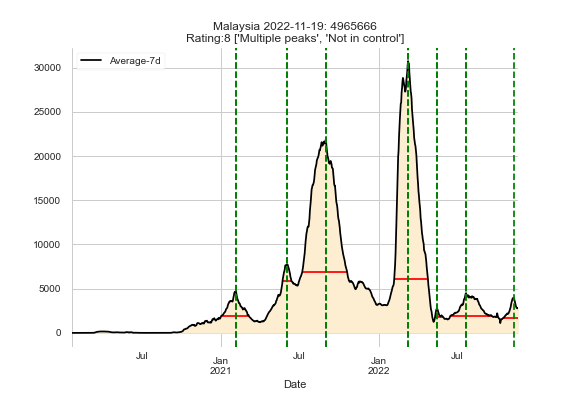 Malaysia 2022-11-19: 4965666
Rating:8 ['Multiple peaks', 'Not in control']
Average-7d
30000
25000
20000
15000
10000
5000
0
Jul
Jan
2021
Jul
Jan
2022
Jul
Date